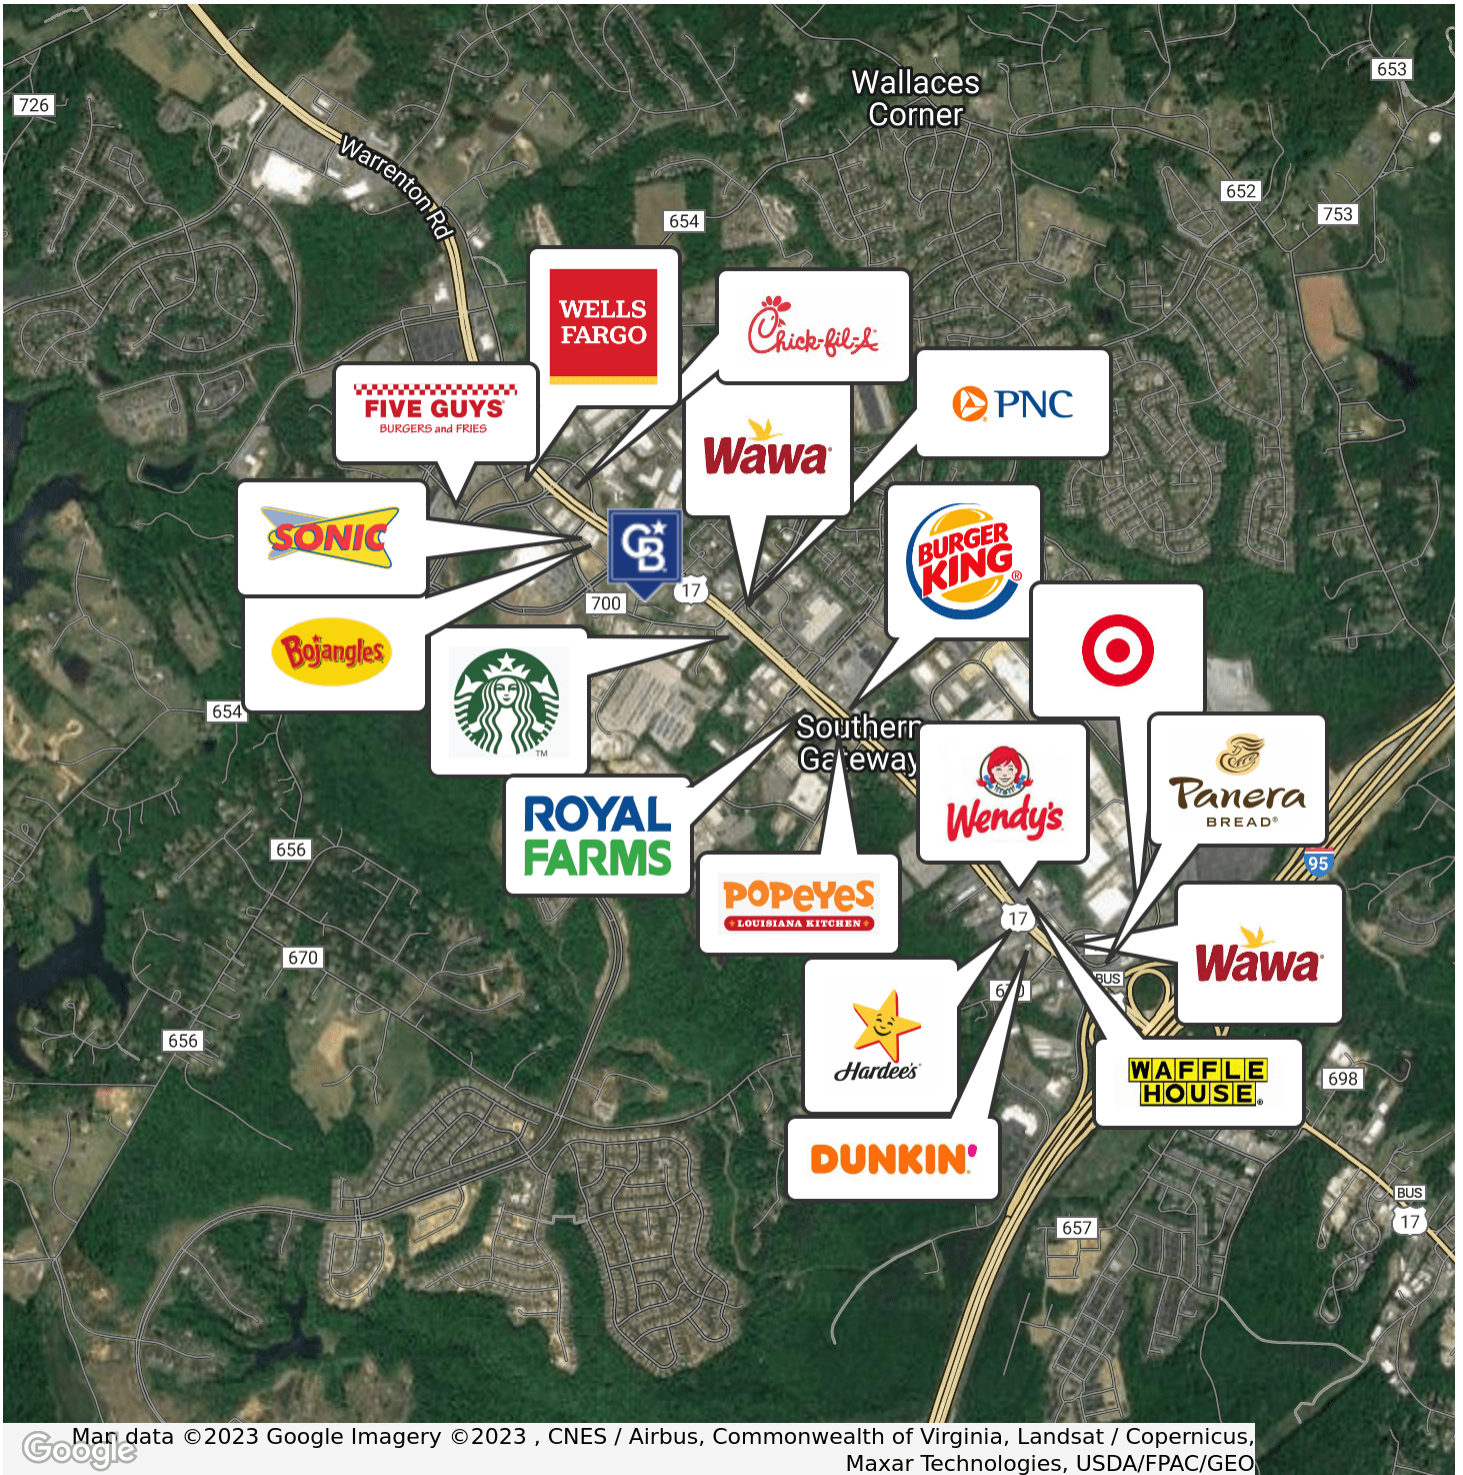 Wallaces
Corner
653
726
Warrenton Rd
652
753
654
WELLS
FARGO
Chick-fil-A
FIVE GUYS
BURGERS and FRIES
Wawa
PNC
SONIC
BURGER
KING
CB
17
700
Bojangles
654
Southern
Gateway
TM
Wendy's
Panera
BREAD
ROYAL
FARMS
656
95
POPEYES
LOUISIANA KITCHEN
17
Wawa
670
BUS
Hardee's
656
WAFFLE
HOUSE
698
DUNKIN'
BUS
17
657
Google
Map data ©2023 Google Imagery ©2023 , CNES / Airbus, Commonwealth of Virginia, Landsat / Copernicus,
Maxar Technologies, USDA/FPAC/GEO